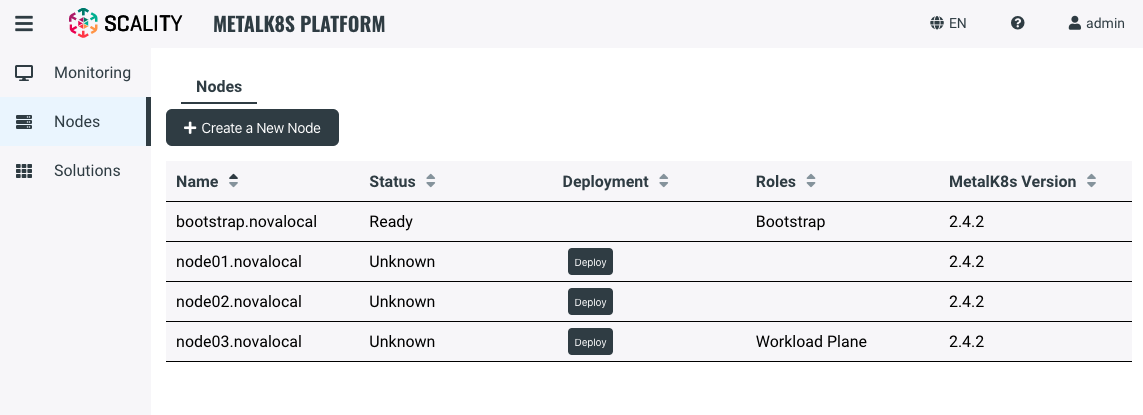 SCALITY METALK8S PLATFORM EN admin
Monitoring
Nodes
Solutions
Nodes
Create a New Node
Name Status Deployment Roles MetalK8s Version
bootstrap.novalocal Ready Bootstrap 2.4.2
node01.novalocal Unknown Deploy 2.4.2
node02.novalocal Unknown Deploy 2.4.2
node03.novalocal Unknown Deploy Workload Plane 2.4.2